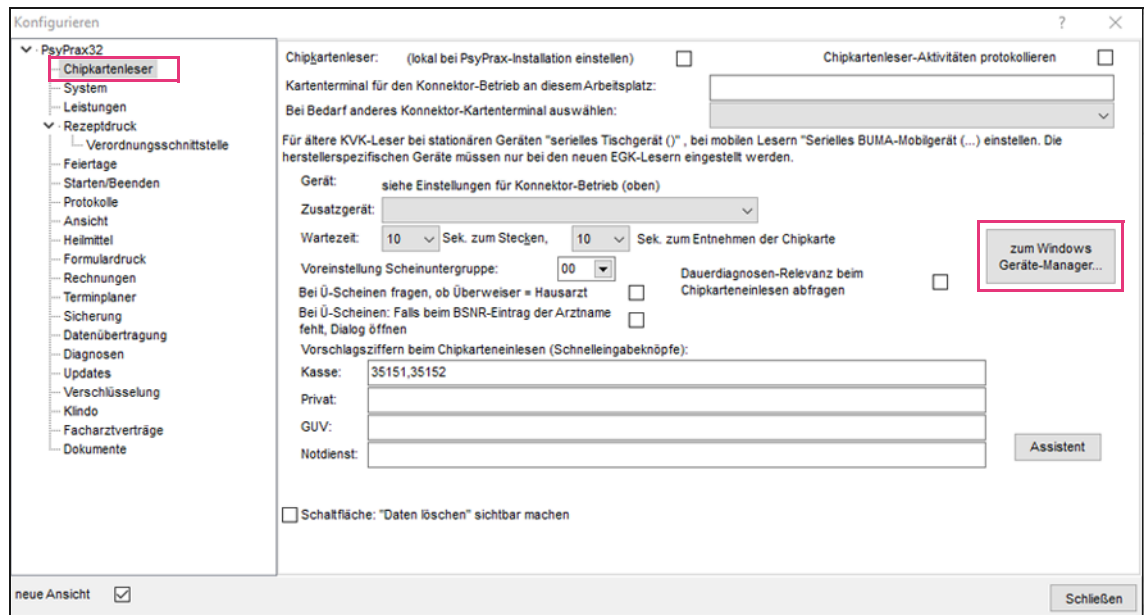 Konfigurieren
PsyPrax32
Chipkartenleser
System
Leistungen
Rezeptdruck
Verordnungsschnittstelle
Feiertage
Starten/Beenden
Protokolle
Ansicht
Heilmittel
Formulardruck
Rechnungen
Terminplaner
Sicherung
Datenübertragung
Diagnosen
Updates
Verschlüsselung
Klindo
Facharztverträge
Dokumente
Chipkartenleser: (lokal bei PsyPrax-Installation einstellen) Chipkartenleser-Aktivitäten protokollieren
Kartenterminal für den Konnektor-Betrieb an diesem Arbeitsplatz:
Bei Bedarf anderes Konnektor-Kartenterminal auswählen:
Für ältere KVK-Leser bei stationären Geräten "serielles Tischgerät ()" , bei mobilen Lesern "Serielles BUMA-Mobilgerät (...) einstellen. Die
herstellerspezifischen Geräte müssen nur bei den neuen EGK-Lesern eingestellt werden.
Gerät: siehe Einstellungen für Konnektor-Betrieb (oben)
Zusatzgerät:
Wartezeit: 10 Sek. zum Stecken, 10 Sek. zum Entnehmen der Chipkarte
zum Windows
Geräte-Manager...
Voreinstellung Scheinuntergruppe: 00
Dauerdiagnosen-Relevanz beim
Chipkarteneinlesen abfragen
Bei Ü-Scheinen fragen, ob Überweiser = Hausarzt
Bei Ü-Scheinen: Falls beim BSNR-Eintrag der Arztname
fehlt, Dialog öffnen
Vorschlagsziffern beim Chipkarteneinlesen (Schnelleingabeknöpfe):
Kasse: 35151,35152
Privat:
GUV:
Notdienst:
Assistent
Schaltfläche: "Daten löschen" sichtbar machen
neue Ansicht
Schließen